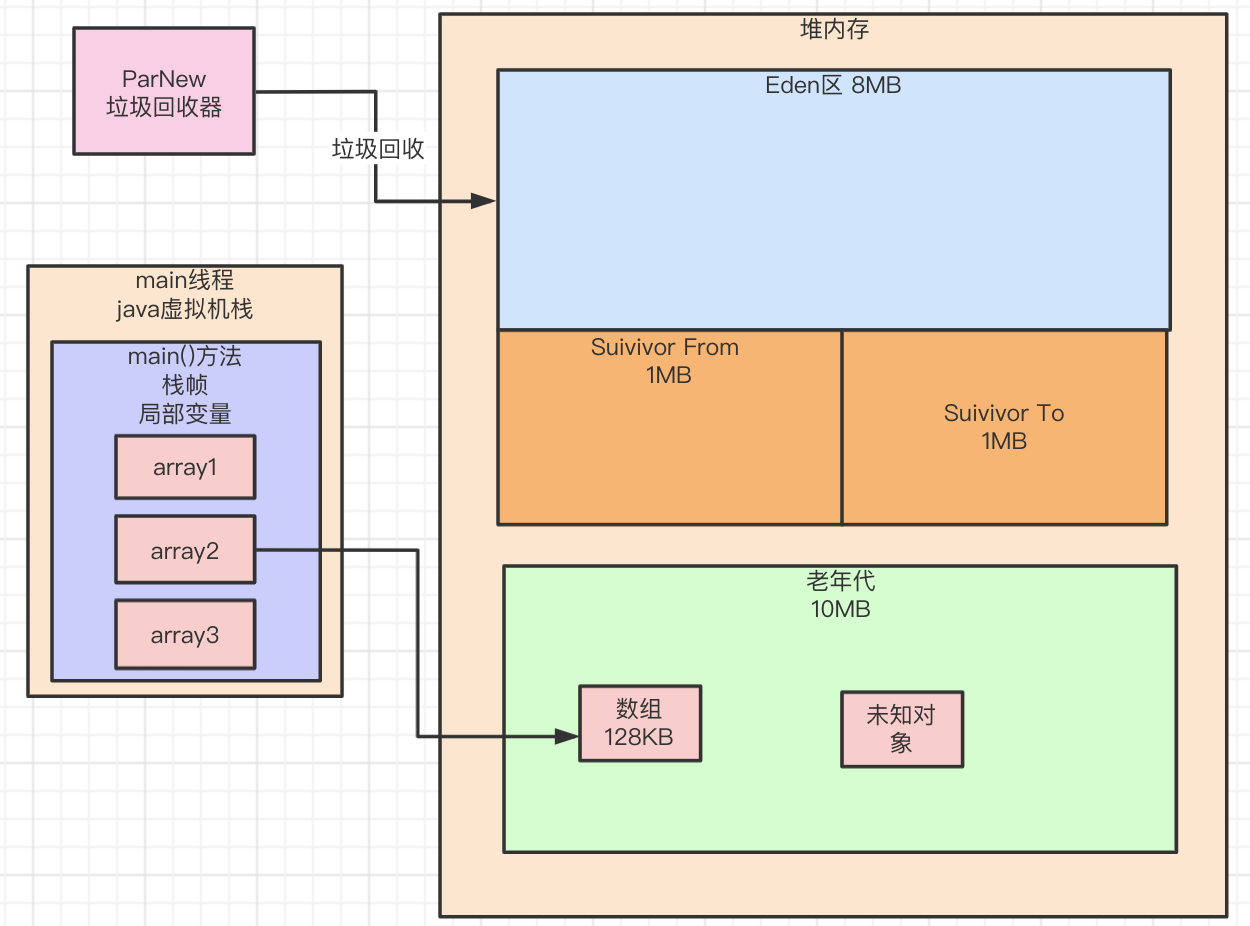 ParNew
垃圾回收器
垃圾回收
main线程
java虚拟机栈
main()方法
栈帧
局部变量
array1
array2
array3
堆内存
Eden区 8MB
Suivivor From
1MB
Suivivor To
1MB
老年代
10MB
数组
128KB
未知对
象